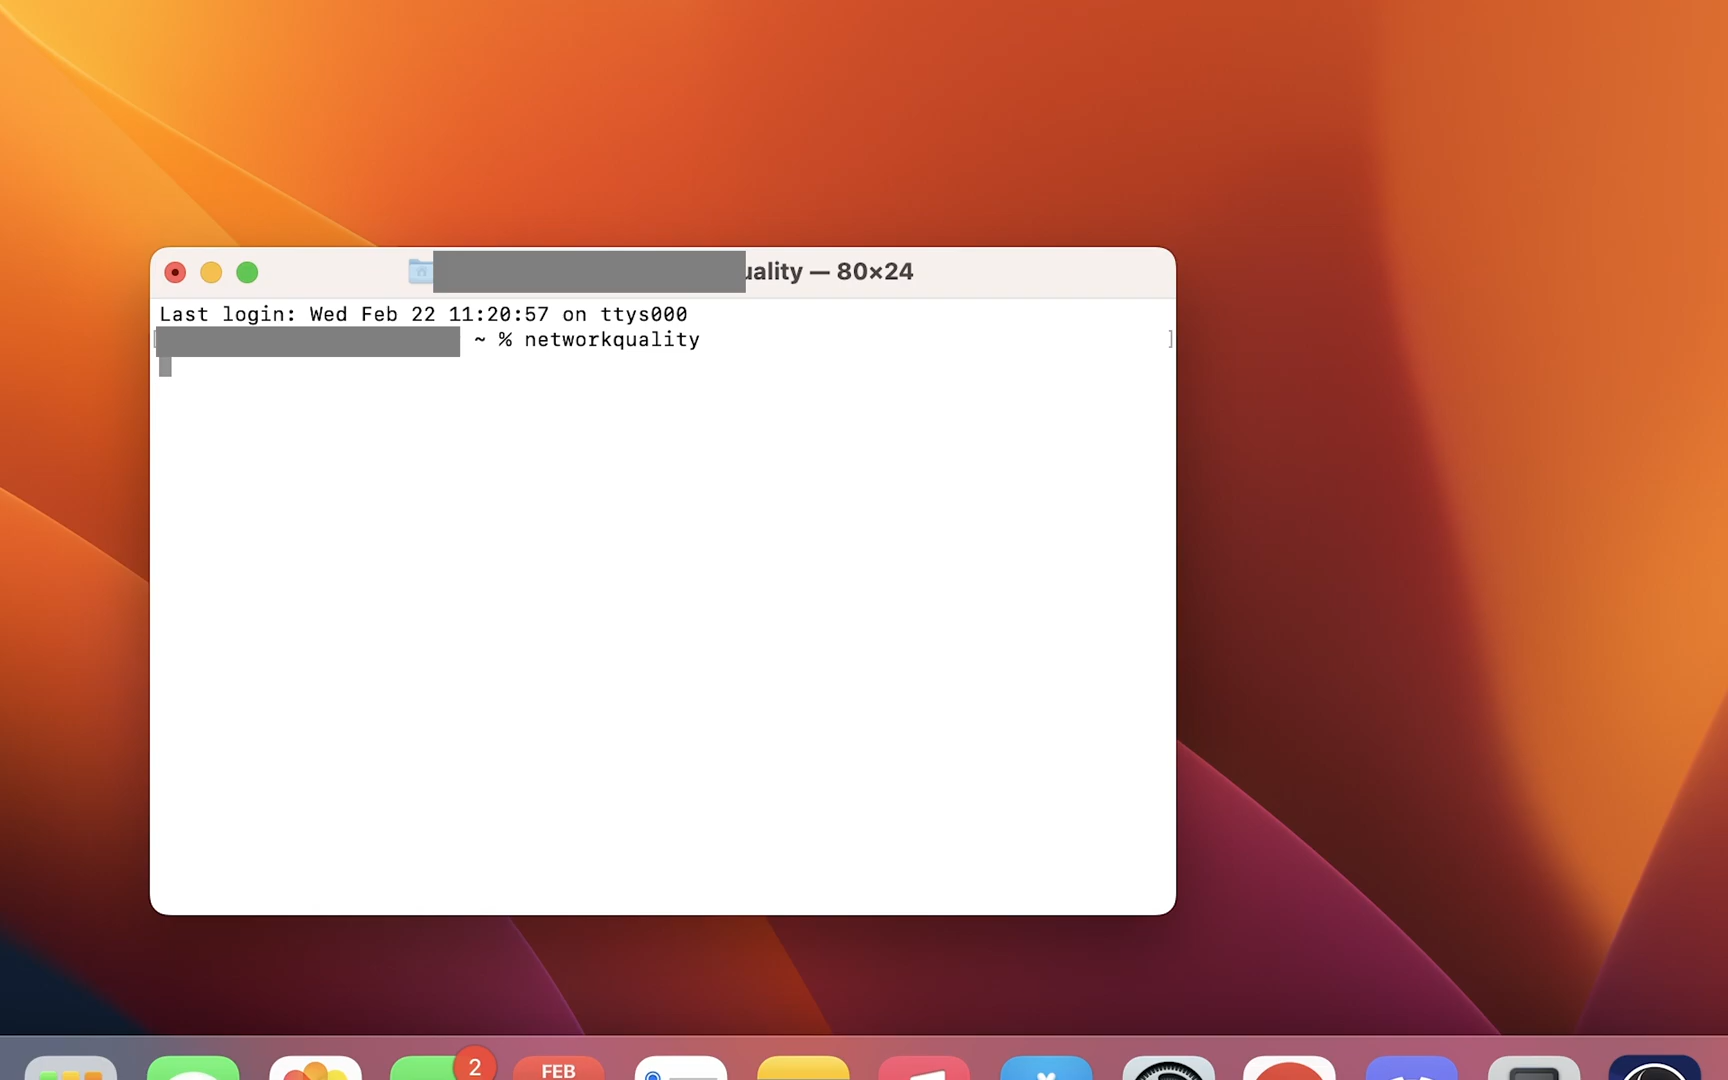 uality — 80×24
Last login: Wed Feb 22 11:20:57 on ttys000
~ % networkquality
2
FEB